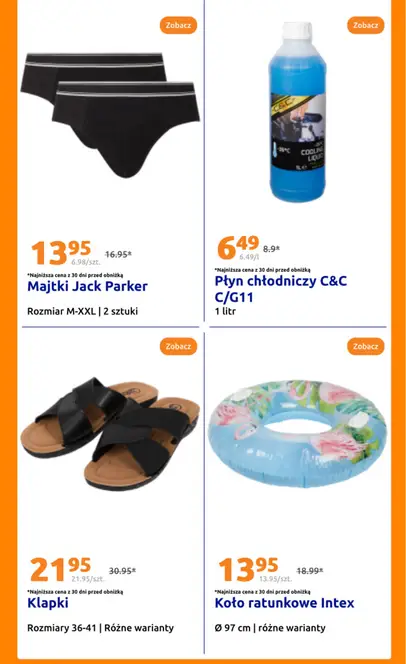 Zobacz
13.95
16.95*
6.98/szt.
*Najniższa cena z 30 dni przed obniżką
Majtki Jack Parker
Rozmiar M-XXL | 2 sztuki
Zobacz
C&C
COOLING
LIQUID
6.49
8.9*
6.49/l
*Najniższa cena z 30 dni przed obniżką
Płyn chłodniczy C&C
C/G11
1 litr
Zobacz
21.95
30.95*
21.95/szt.
*Najniższa cena z 30 dni przed obniżką
Klapki
Rozmiary 36-41 | Różne warianty
Zobacz
13.95
18.99*
13.95/szt.
*Najniższa cena z 30 dni przed obniżką
Koło ratunkowe Intex
Ø 97 cm | różne warianty